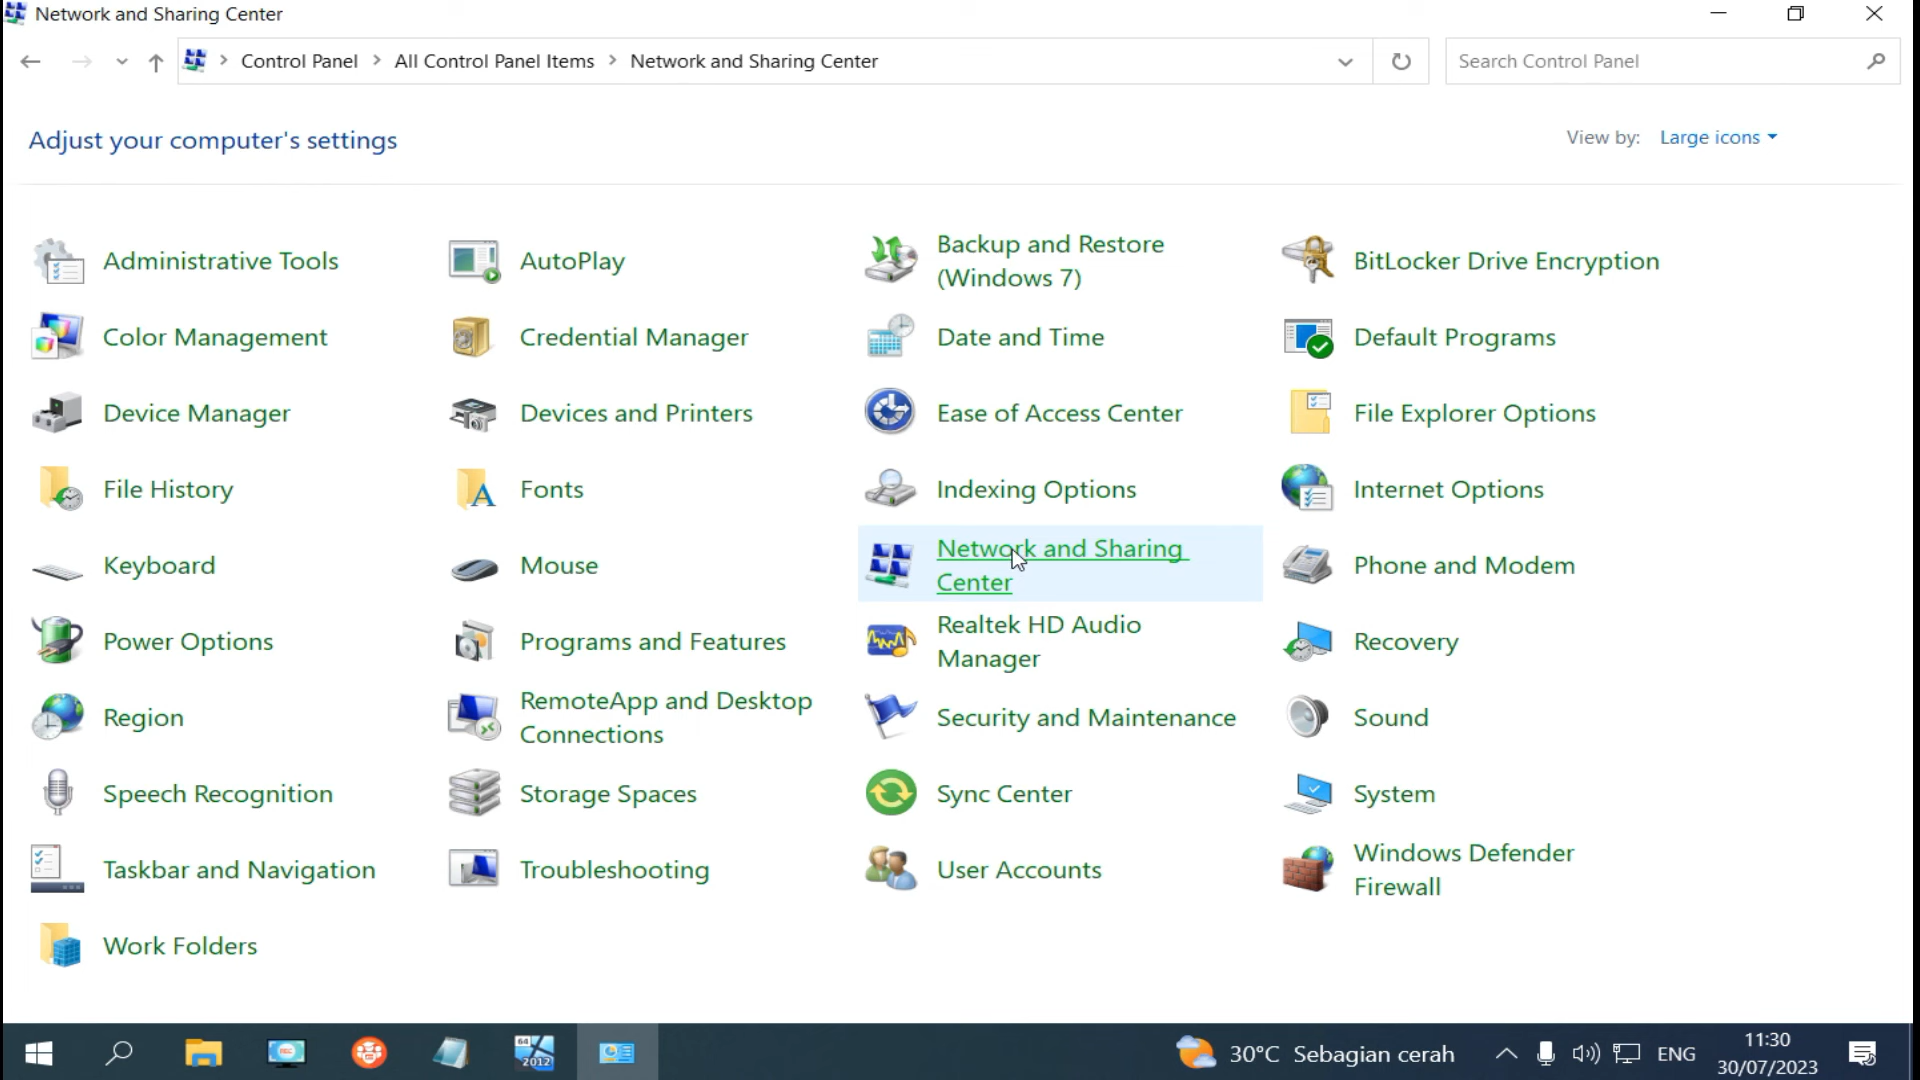 Network and Sharing Center
Control Panel > All Control Panel Items > Network and Sharing Center
Search Control Panel
Adjust your computer's settings
View by: Large icons
Administrative Tools
AutoPlay
Backup and Restore
(Windows 7)
BitLocker Drive Encryption
Color Management
Credential Manager
Date and Time
Default Programs
Device Manager
Devices and Printers
Ease of Access Center
File Explorer Options
File History
Fonts
Indexing Options
Internet Options
Keyboard
Mouse
Network and Sharing
Center
Phone and Modem
Power Options
Programs and Features
Realtek HD Audio
Manager
Recovery
Region
RemoteApp and Desktop
Connections
Security and Maintenance
Sound
Speech Recognition
Storage Spaces
Sync Center
System
Taskbar and Navigation
Troubleshooting
User Accounts
Windows Defender
Firewall
Work Folders
REC
64
2012
30°C Sebagian cerah
ENG
11:30
30/07/2023